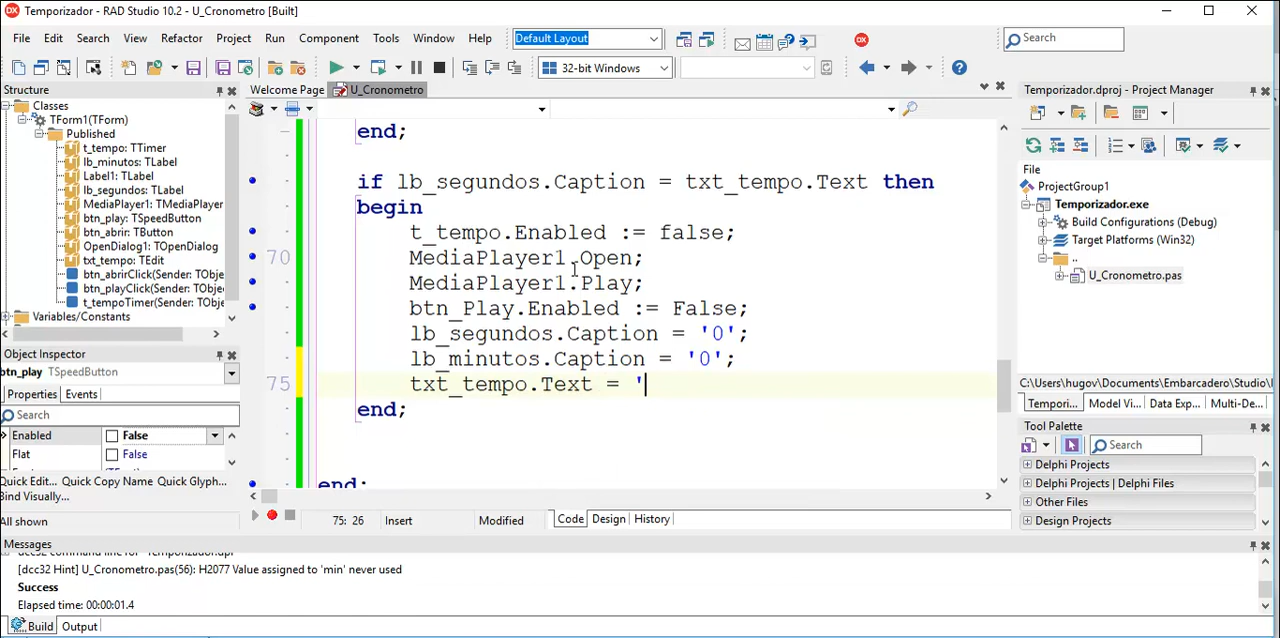 Temporizador - RAD Studio 10.2 - U_Cronometro [Built]
File Edit Search View Refactor Project Run Component Tools Window Help Default Layout Search
32-bit Windows
Structure
Classes
TForm1(TForm)
Published
t_tempo: TTimer
lb_minutos: TLabel
Label1: TLabel
lb_segundos: TLabel
MediaPlayer1: TMediaPlayer
btn_play: TSpeedButton
btn_abrir: TButton
OpenDialog1: TOpenDialog
txt_tempo: TEdit
btn_abrirClick(Sender: TObje
btn_playClick(Sender: TObje
t_tempoTimer(Sender: TObje
Variables/Constants
Object Inspector
btn_play TSpeedButton
Properties Events
Search
Enabled False
Flat False
Quick Edit... Quick Copy Name Quick Glyph...
Bind Visually...
All shown
Welcome Page U_Cronometro
end;
if lb_segundos.Caption = txt_tempo.Text then
begin
t_tempo.Enabled := false;
70 MediaPlayer1.Open;
MediaPlayer1.Play;
btn_Play.Enabled := False;
lb_segundos.Caption = '0';
lb_minutos.Caption = '0';
75 txt_tempo.Text = '
end;
end;
75: 26 Insert Modified Code Design History
Temporizador.dproj - Project Manager
File
ProjectGroup1
Temporizador.exe
Build Configurations (Debug)
Target Platforms (Win32)
..
U_Cronometro.pas
C:\Users\hugov\Documents\Embarcadero\Studio\
Tempori... Model Vi... Data Exp... Multi-De...
Tool Palette
Search
Delphi Projects
Delphi Projects | Delphi Files
Other Files
Design Projects
Messages
[dcc32 Hint] U_Cronometro.pas(56): H2077 Value assigned to 'min' never used
Success
Elapsed time: 00:00:01.4
Build Output